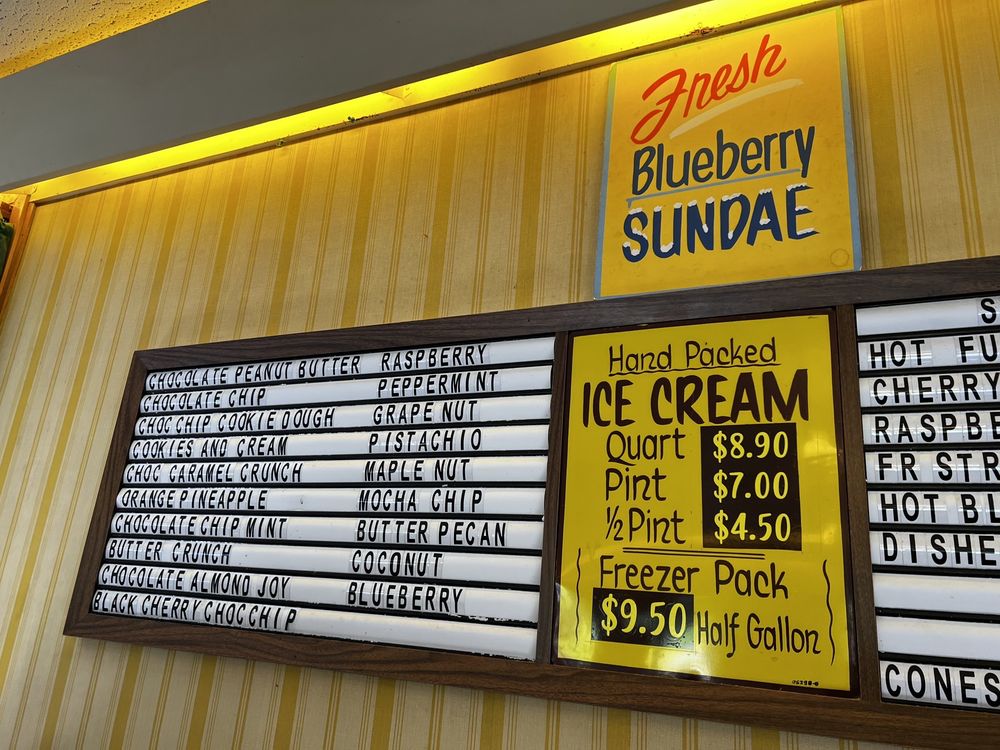 Fresh
Blueberry
SUNDAE
CHOCOLATE PEANUT BUTTER RASPBERRY
CHOCOLATE CHIP PEPPERMINT
CHOC CHIP COOKIE DOUGH GRAPE NUT
COOKIES AND CREAM PISTACHIO
CHOC CARAMEL CRUNCH MAPLE NUT
ORANGE PINEAPPLE MOCHA CHIP
CHOCOLATE CHIP MINT BUTTER PECAN
BUTTER CRUNCH COCONUT
CHOCOLATE ALMOND JOY BLUEBERRY
BLACK CHERRY CHOC CHIP
Hand Packed
ICE CREAM
Quart $8.90
Pint $7.00
½ Pint $4.50
Freezer Pack
$9.50 Half Gallon
S
HOT FU
CHERRY
RASPBE
FR STR
HOT BL
DISHE
CONES